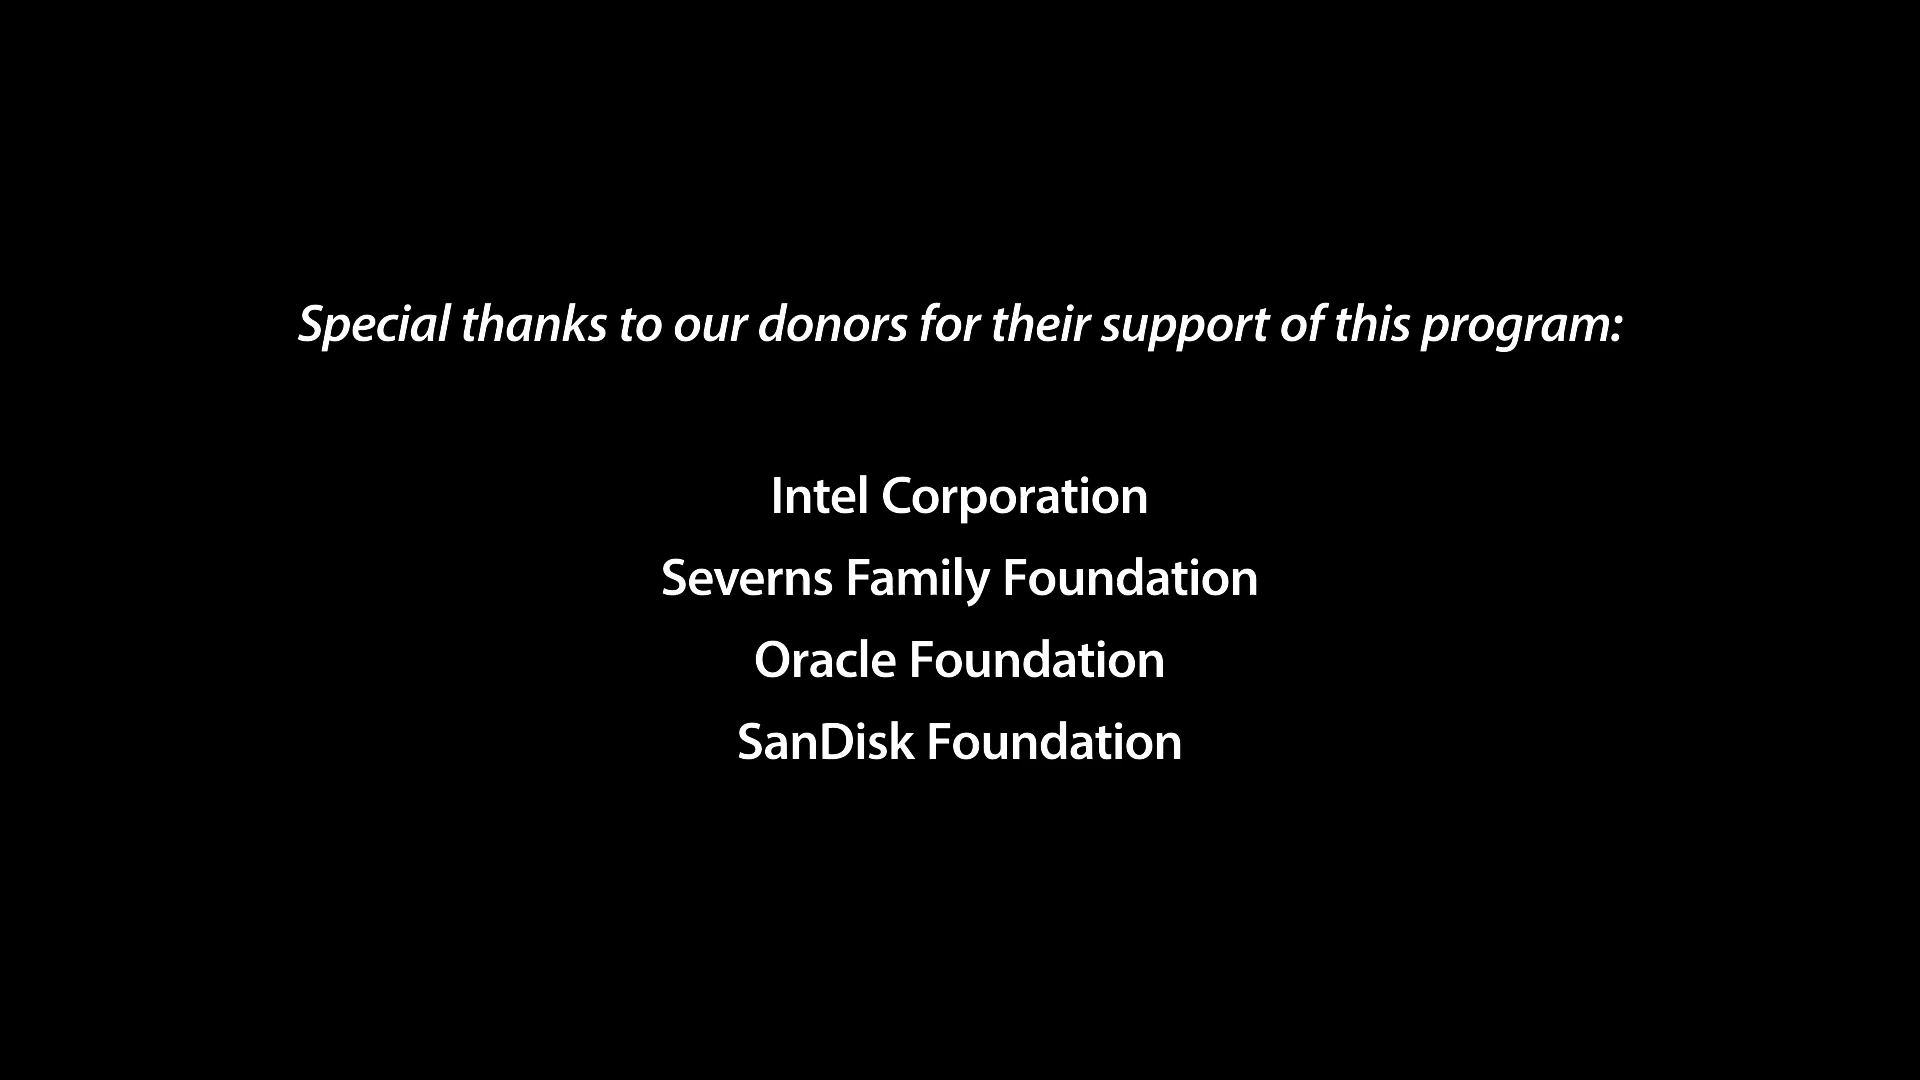 Special thanks to our donors for their support of this program:
Intel Corporation
Severns Family Foundation
Oracle Foundation
SanDisk Foundation